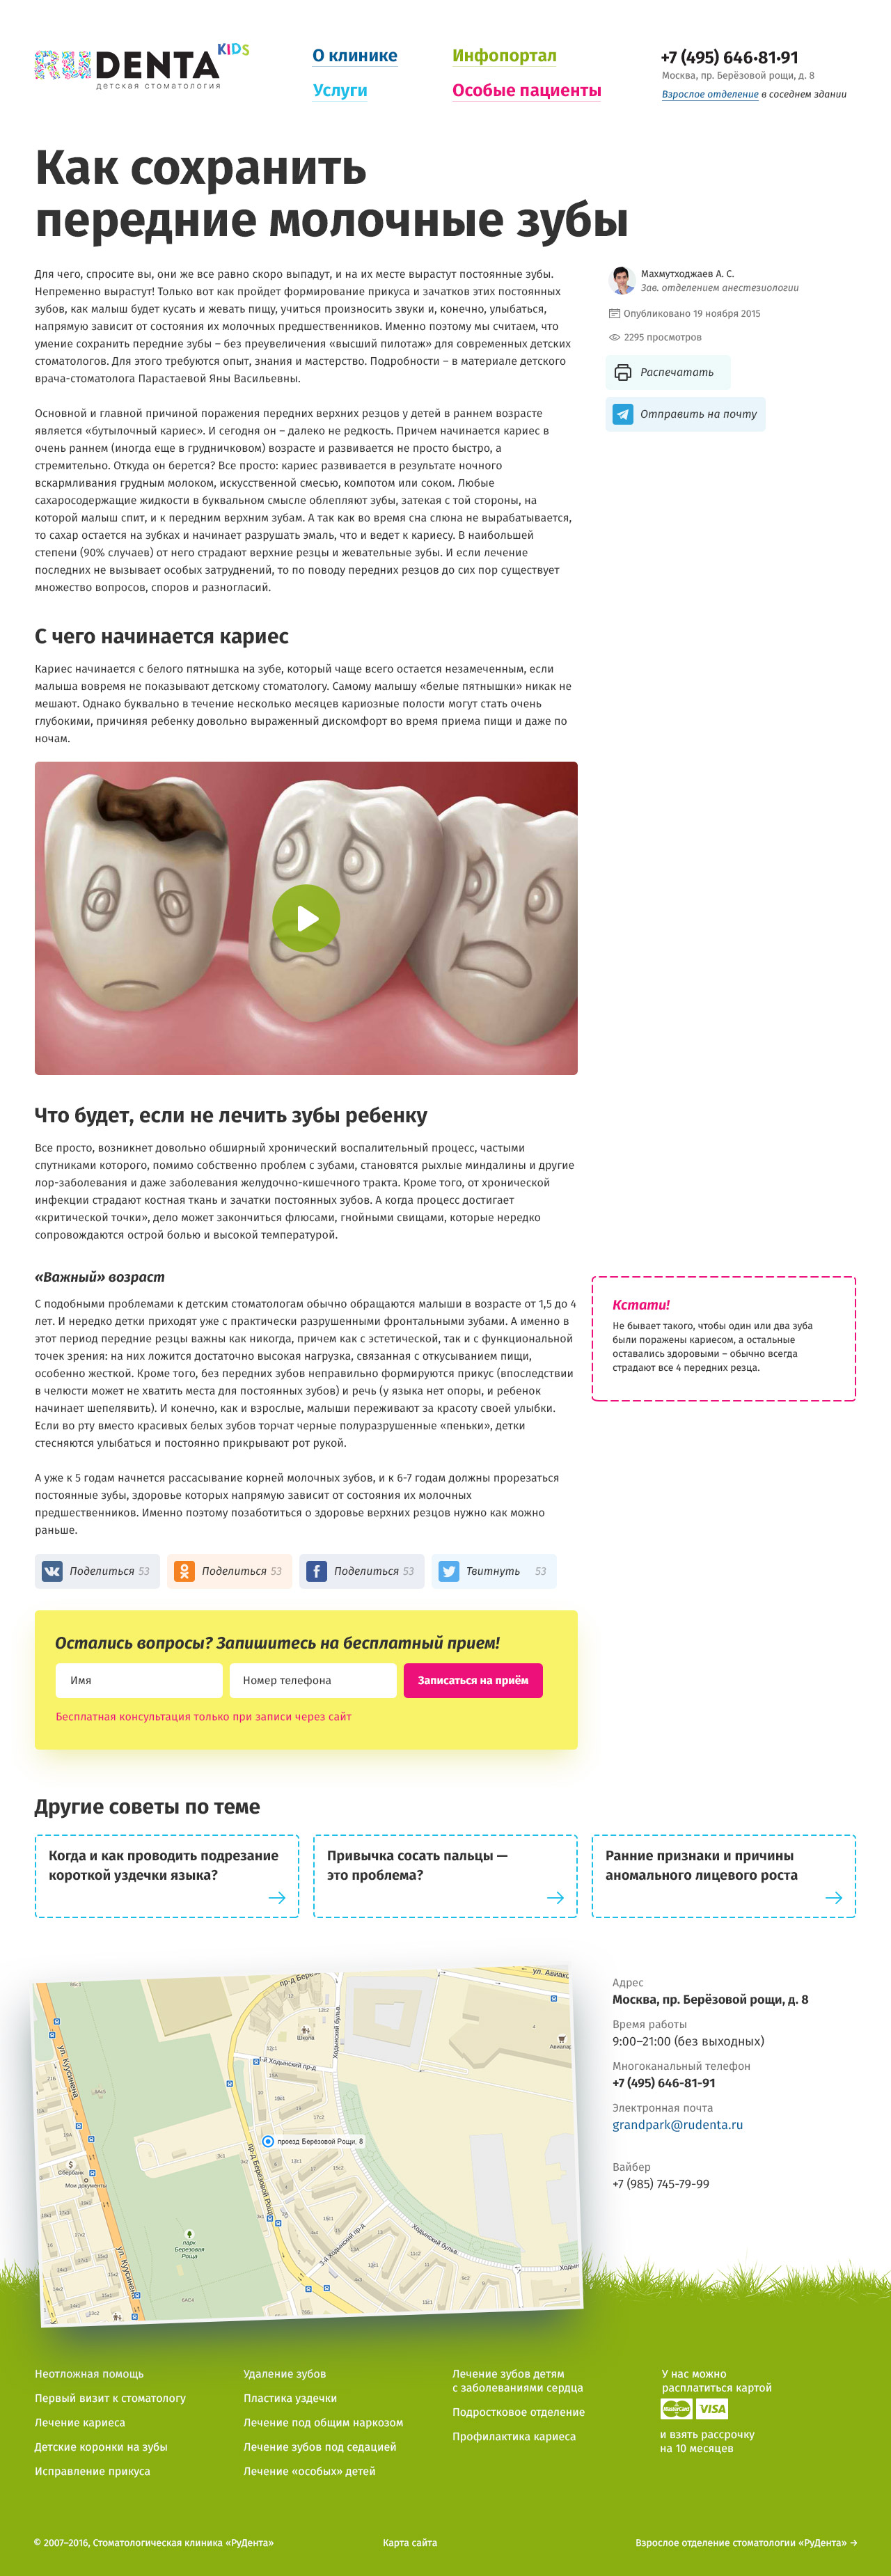 RUDENTA KIDS
детская стоматология
О клинике
Услуги
Инфопортал
Особые пациенты
+7 (495) 646·81·91
Москва, пр. Берёзовой рощи, д. 8
Взрослое отделение в соседнем здании
Как сохранить
передние молочные зубы
Для чего, спросите вы, они же все равно скоро выпадут, и на их месте вырастут постоянные зубы.
Непременно вырастут! Только вот как пройдет формирование прикуса и зачатков этих постоянных
зубов, как малыш будет кусать и жевать пищу, учиться произносить звуки и, конечно, улыбаться,
напрямую зависит от состояния их молочных предшественников. Именно поэтому мы считаем, что
умение сохранить передние зубы – без преувеличения «высший пилотаж» для современных детских
стоматологов. Для этого требуются опыт, знания и мастерство. Подробности – в материале детского
врача-стоматолога Парастаевой Яны Васильевны.
Махмутходжаев А. С.
Зав. отделением анестезиологии
Опубликовано 19 ноября 2015
2295 просмотров
Распечатать
Отправить на почту
Основной и главной причиной поражения передних верхних резцов у детей в раннем возрасте
является «бутылочный кариес». И сегодня он – далеко не редкость. Причем начинается кариес в
очень раннем (иногда еще в грудничковом) возрасте и развивается не просто быстро, а
стремительно. Откуда он берется? Все просто: кариес развивается в результате ночного
вскармливания грудным молоком, искусственной смесью, компотом или соком. Любые
сахаросодержащие жидкости в буквальном смысле облепляют зубы, затекая с той стороны, на
которой малыш спит, и к передним верхним зубам. А так как во время сна слюна не вырабатывается,
то сахар остается на зубках и начинает разрушать эмаль, что и ведет к кариесу. В наибольшей
степени (90% случаев) от него страдают верхние резцы и жевательные зубы. И если лечение
последних не вызывает особых затруднений, то по поводу передних резцов до сих пор существует
множество вопросов, споров и разногласий.
С чего начинается кариес
Кариес начинается с белого пятнышка на зубе, который чаще всего остается незамеченным, если
малыша вовремя не показывают детскому стоматологу. Самому малышу «белые пятнышки» никак не
мешают. Однако буквально в течение несколько месяцев кариозные полости могут стать очень
глубокими, причиняя ребенку довольно выраженный дискомфорт во время приема пищи и даже по
ночам.
Что будет, если не лечить зубы ребенку
Все просто, возникнет довольно обширный хронический воспалительный процесс, частыми
спутниками которого, помимо собственно проблем с зубами, становятся рыхлые миндалины и другие
лор-заболевания и даже заболевания желудочно-кишечного тракта. Кроме того, от хронической
инфекции страдают костная ткань и зачатки постоянных зубов. А когда процесс достигает
«критической точки», дело может закончиться флюсами, гнойными свищами, которые нередко
сопровождаются острой болью и высокой температурой.
«Важный» возраст
С подобными проблемами к детским стоматологам обычно обращаются малыши в возрасте от 1,5 до 4
лет. И нередко детки приходят уже с практически разрушенными фронтальными зубами. А именно в
этот период передние резцы важны как никогда, причем как с эстетической, так и с функциональной
точек зрения: на них ложится достаточно высокая нагрузка, связанная с откусыванием пищи,
особенно жесткой. Кроме того, без передних зубов неправильно формируются прикус (впоследствии
в челюсти может не хватить места для постоянных зубов) и речь (у языка нет опоры, и ребенок
начинает шепелявить). И конечно, как и взрослые, малыши переживают за красоту своей улыбки.
Если во рту вместо красивых белых зубов торчат черные полуразрушенные «пеньки», детки
стесняются улыбаться и постоянно прикрывают рот рукой.
Кстати!
Не бывает такого, чтобы один или два зуба
были поражены кариесом, а остальные
оставались здоровыми – обычно всегда
страдают все 4 передних резца.
А уже к 5 годам начнется рассасывание корней молочных зубов, и к 6-7 годам должны прорезаться
постоянные зубы, здоровье которых напрямую зависит от состояния их молочных
предшественников. Именно поэтому позаботиться о здоровье верхних резцов нужно как можно
раньше.
Поделиться 53
Поделиться 53
Поделиться 53
Твитнуть 53
Остались вопросы? Запишитесь на бесплатный прием!
Имя
Номер телефона
Записаться на приём
Бесплатная консультация только при записи через сайт
Другие советы по теме
Когда и как проводить подрезание
короткой уздечки языка?
Привычка сосать пальцы —
это проблема?
Ранние признаки и причины
аномального лицевого роста
пр-д Берез
ул. Авиак
Школа
Ходынский бульв.
4-й Ходынский пр-д
ул. Куусинена
проезд Берёзовой Рощи, 8
пр-д Березовой Рощи
Сбербанк
Мои документы
парк
Березовая
Роща
ул. Куусинена
3-й Ходынский пр-д
Ходынский бульв.
Адрес
Москва, пр. Берёзовой рощи, д. 8
Время работы
9:00–21:00 (без выходных)
Многоканальный телефон
+7 (495) 646-81-91
Электронная почта
grandpark@rudenta.ru
Вайбер
+7 (985) 745-79-99
Неотложная помощь
Первый визит к стоматологу
Лечение кариеса
Детские коронки на зубы
Исправление прикуса
Удаление зубов
Пластика уздечки
Лечение под общим наркозом
Лечение зубов под седацией
Лечение «особых» детей
Лечение зубов детям
с заболеваниями сердца
Подростковое отделение
Профилактика кариеса
У нас можно
расплатиться картой
MasterCard VISA
и взять рассрочку
на 10 месяцев
© 2007–2016, Стоматологическая клиника «РуДента»
Карта сайта
Взрослое отделение стоматологии «РуДента» →